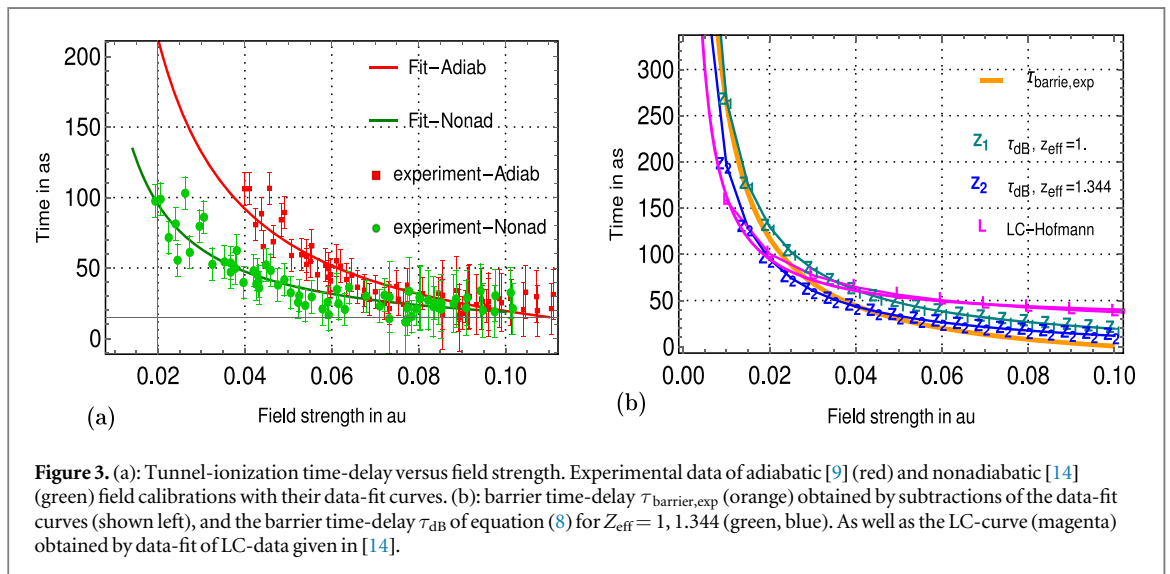 200
150
100
50
0
Time in as
0.02 0.04 0.06 0.08 0.10
Field strength in au
Fit−Adiab
Fit−Nonad
experiment−Adiab
experiment−Nonad
(a)
300
250
200
150
100
50
0
Time in as
0.00 0.02 0.04 0.06 0.08 0.10
Field strength in au
τbarrie,exp
Z1 τdB, zeff=1.
Z2 τdB, zeff=1.344
L LC−Hofmann
(b)
Figure 3. (a): Tunnel-ionization time-delay versus field strength. Experimental data of adiabatic [9] (red) and nonadiabatic [14]
(green) field calibrations with their data-fit curves. (b): barrier time-delay τbarrier,exp (orange) obtained by subtractions of the data-fit
curves (shown left), and the barrier time-delay τdB of equation (8) for Zeff = 1, 1.344 (green, blue). As well as the LC-curve (magenta)
obtained by data-fit of LC-data given in [14].